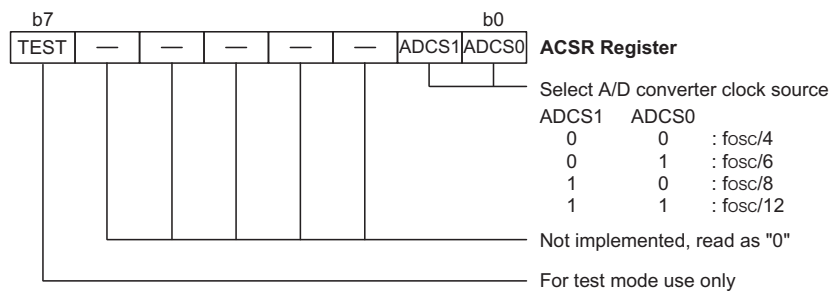 b7 b0
TEST — — — — — ADCS1 ADCS0 ACSR Register
Select A/D converter clock source
ADCS1 ADCS0
0 0 : fosc/4
0 1 : fosc/6
1 0 : fosc/8
1 1 : fosc/12
Not implemented, read as "0"
For test mode use only